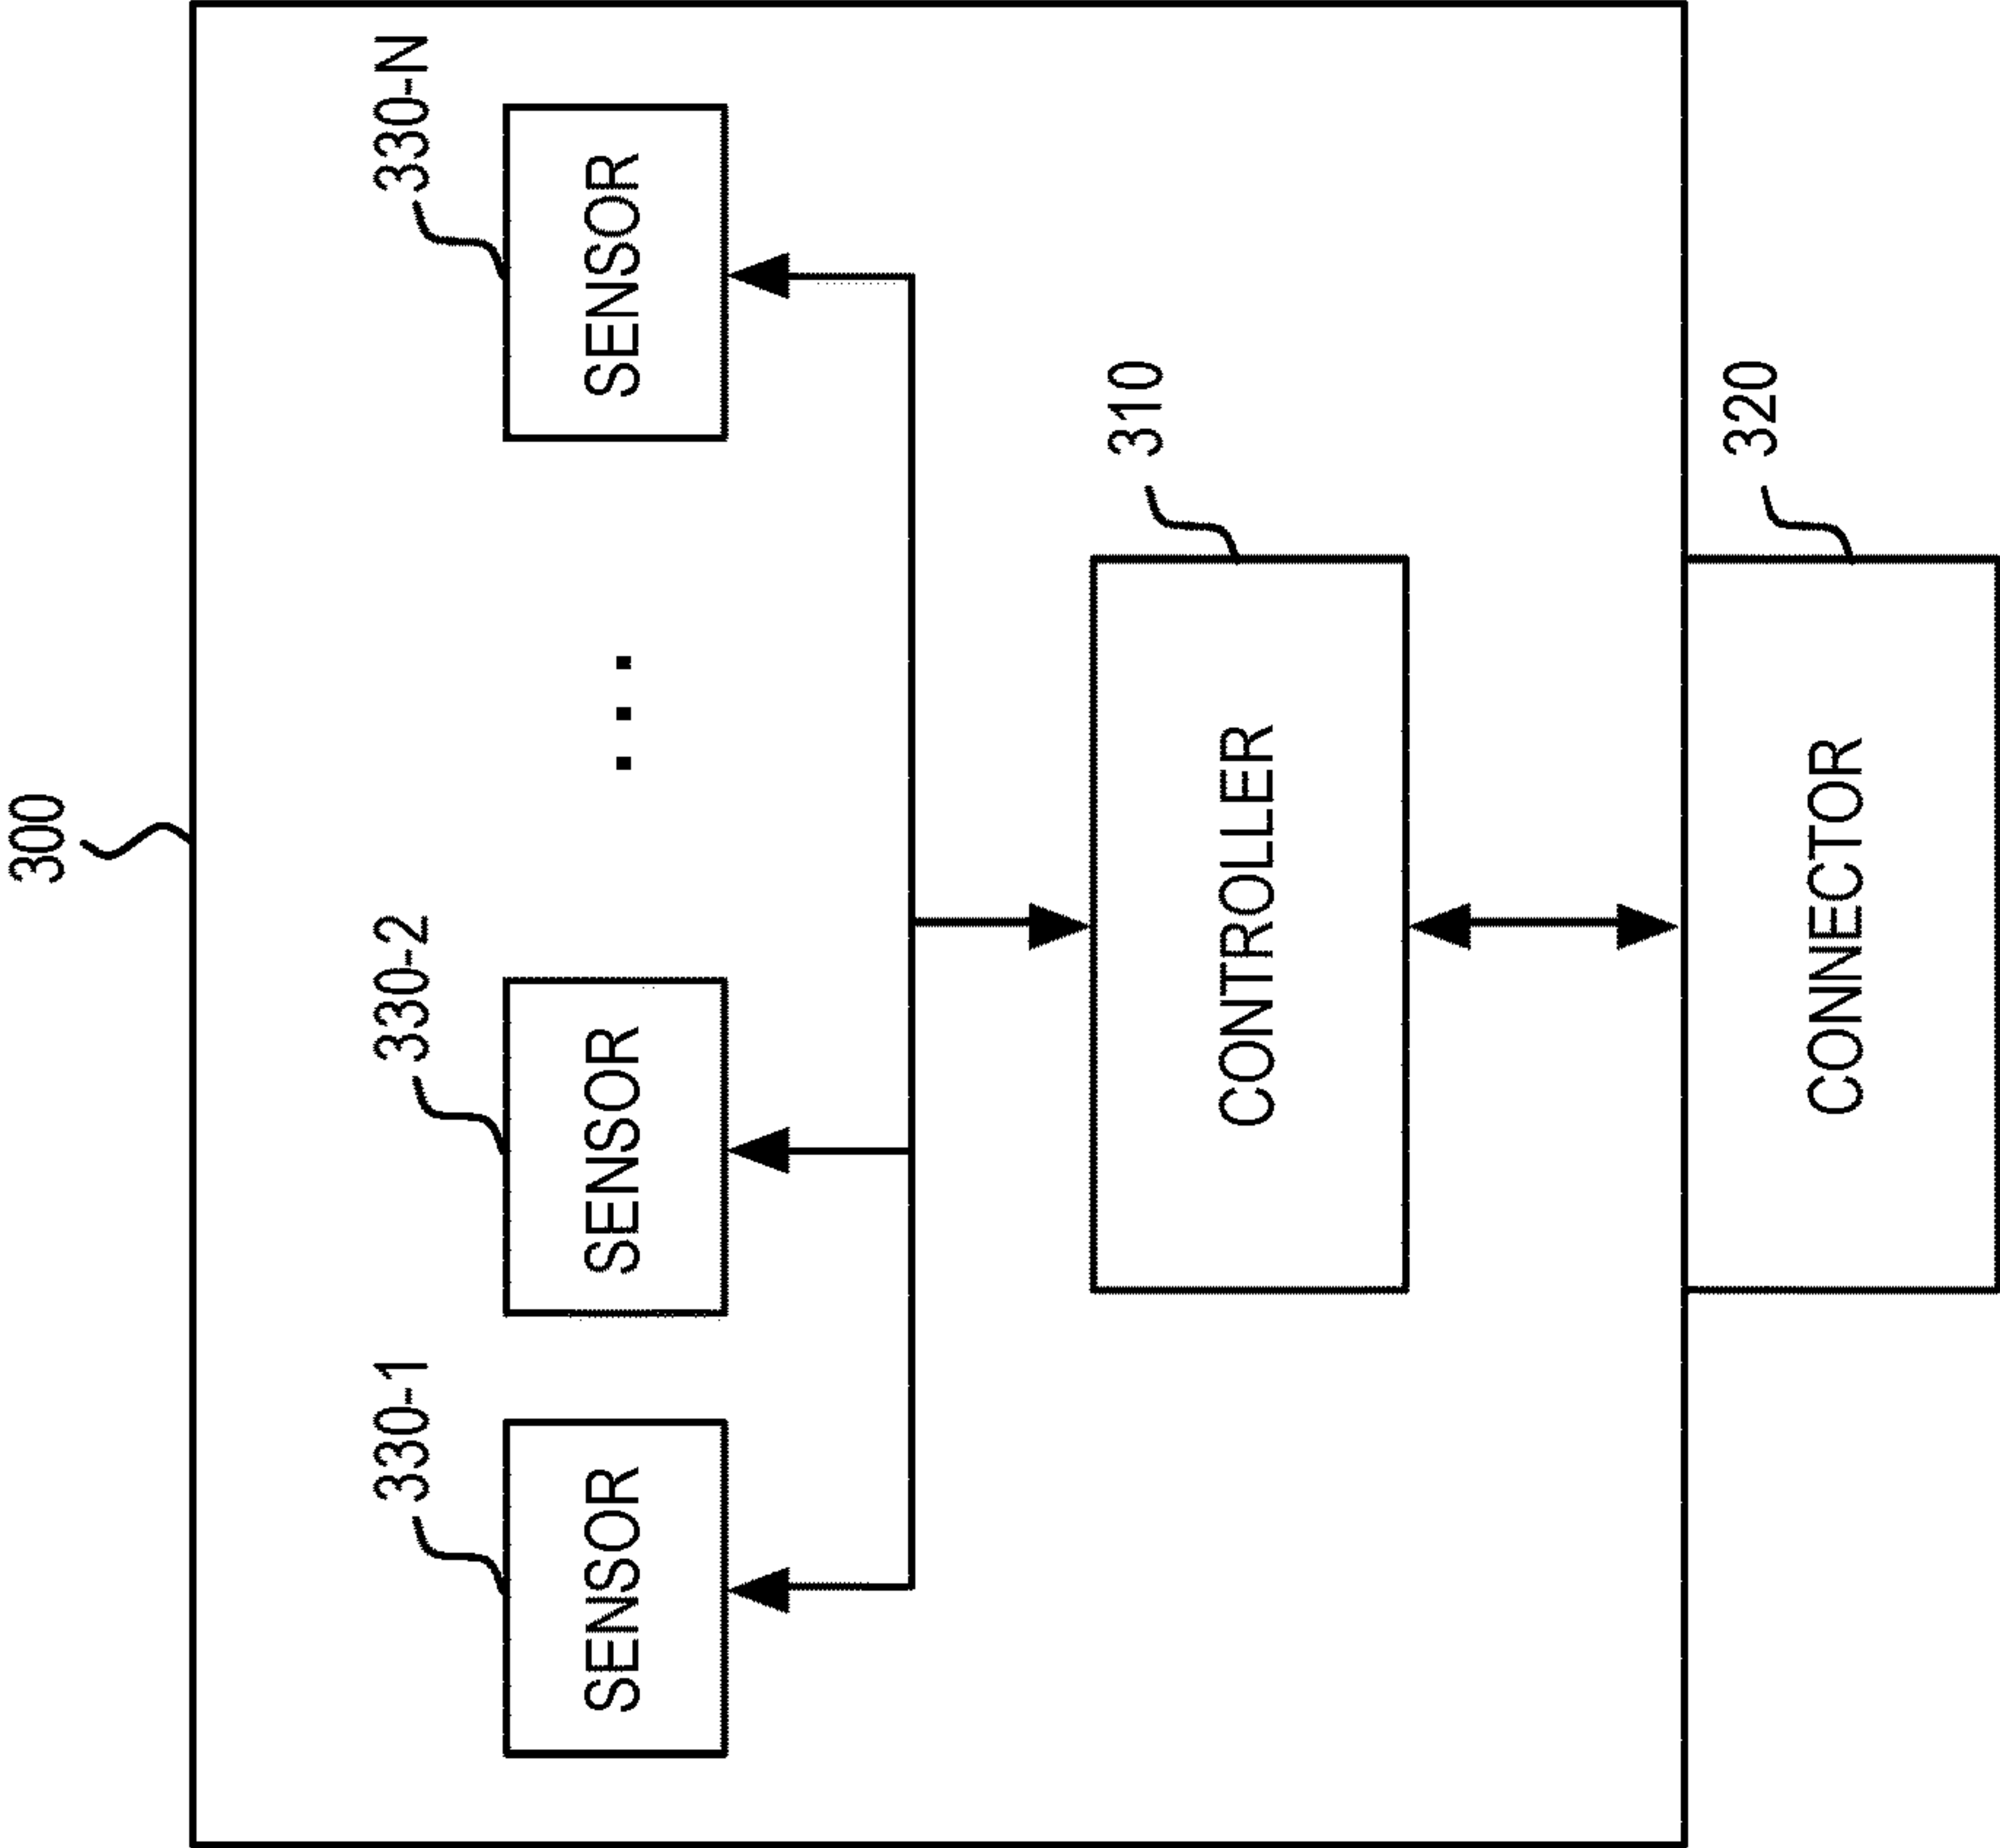 300
330-1
330-2
330-N
SENSOR
SENSOR
...
SENSOR
310
CONTROLLER
320
CONNECTOR